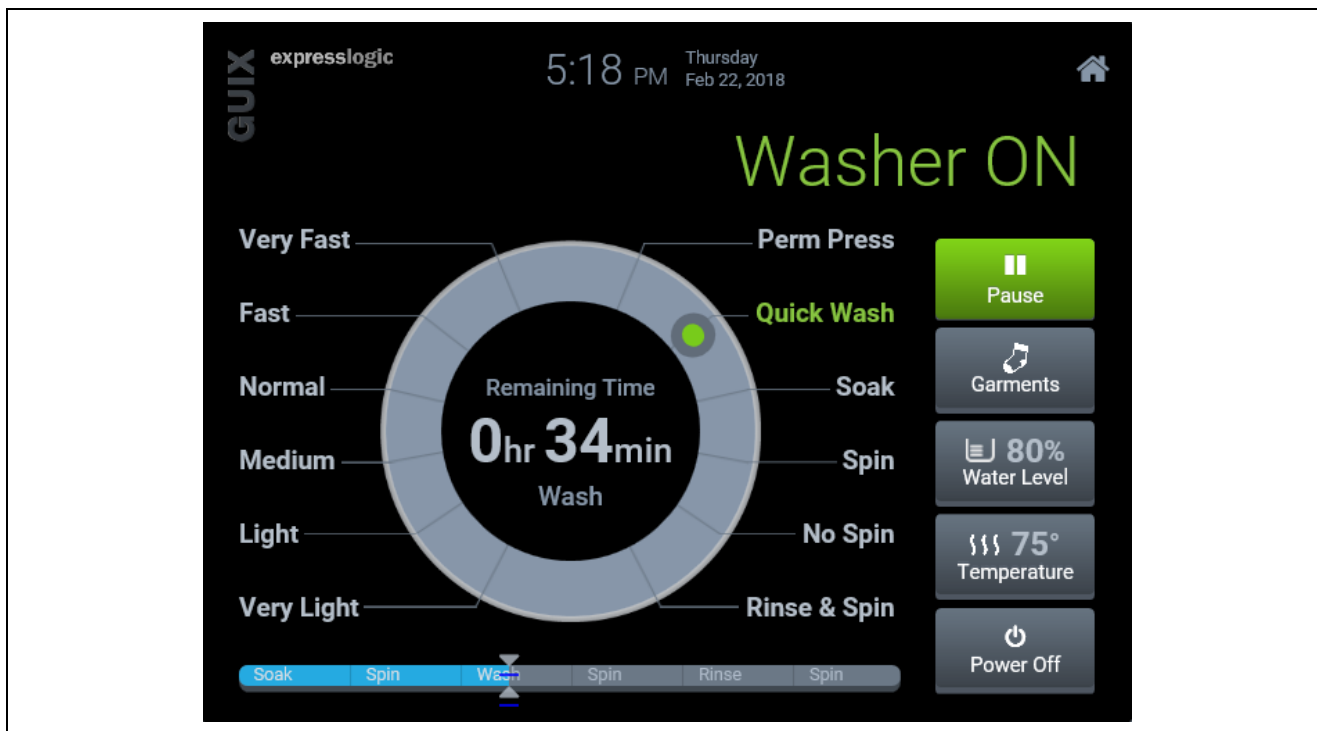 GUIX
expresslogic
5:18 PM
Thursday
Feb 22, 2018
Washer ON
Very Fast
Fast
Normal
Medium
Light
Very Light
Perm Press
Quick Wash
Soak
Spin
No Spin
Rinse & Spin
Remaining Time
0hr 34min
Wash
Pause
Garments
80%
Water Level
75°
Temperature
Power Off
Soak Spin Wash Spin Rinse Spin